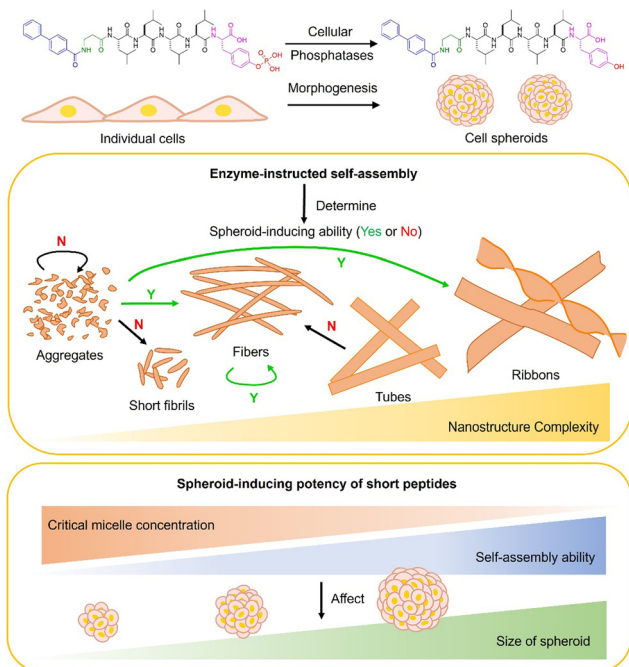 Cellular
Phosphatases
Morphogenesis
Individual cells
Cell spheroids
Enzyme-instructed self-assembly
Determine
Spheroid-inducing ability (Yes or No)
N
Y
Y
N
N
Aggregates
Fibers
Short fibrils
Y
Tubes
Ribbons
Nanostructure Complexity
Spheroid-inducing potency of short peptides
Critical micelle concentration
Self-assembly ability
Affect
Size of spheroid